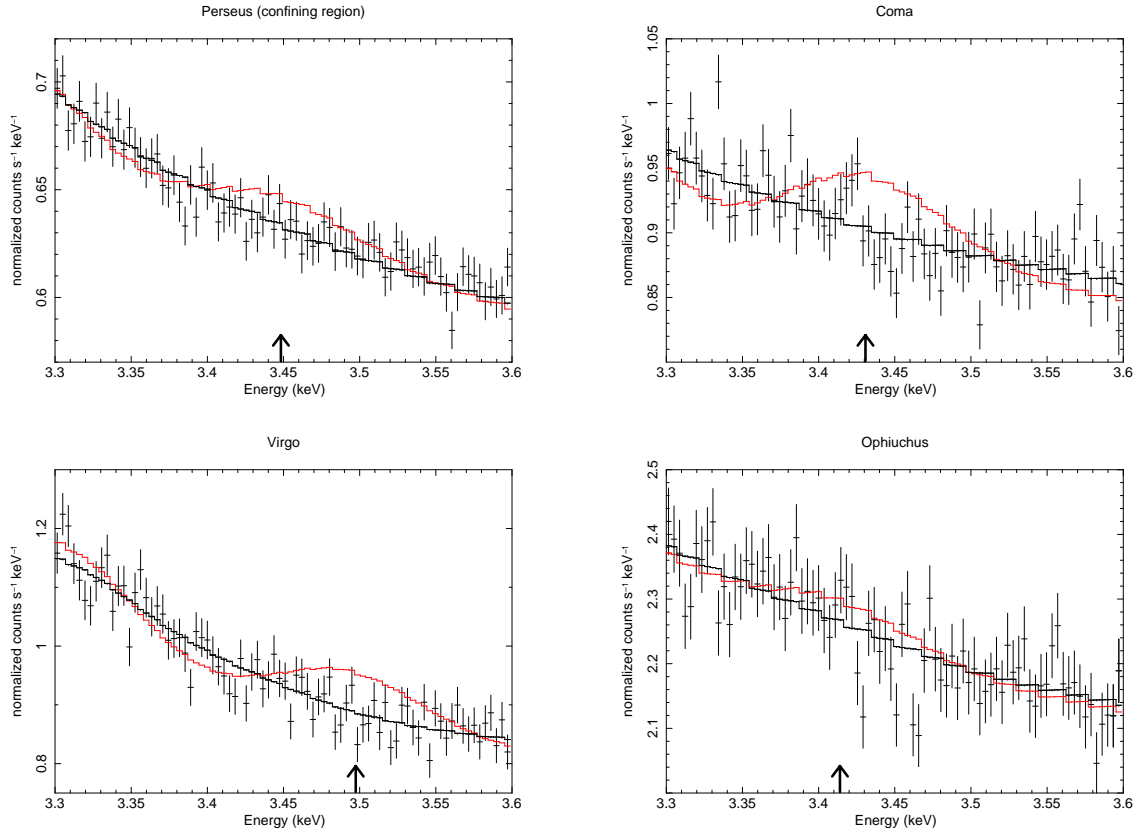 Perseus (confining region)
normalized counts s⁻¹ keV⁻¹
0.7
0.65
0.6
3.3 3.35 3.4 3.45 3.5 3.55 3.6
Energy (keV)
Coma
normalized counts s⁻¹ keV⁻¹
1.05
1
0.95
0.9
0.85
3.3 3.35 3.4 3.45 3.5 3.55 3.6
Energy (keV)
Virgo
normalized counts s⁻¹ keV⁻¹
1.2
1
0.8
3.3 3.35 3.4 3.45 3.5 3.55 3.6
Energy (keV)
Ophiuchus
normalized counts s⁻¹ keV⁻¹
2.5
2.4
2.3
2.2
2.1
3.3 3.35 3.4 3.45 3.5 3.55 3.6
Energy (keV)